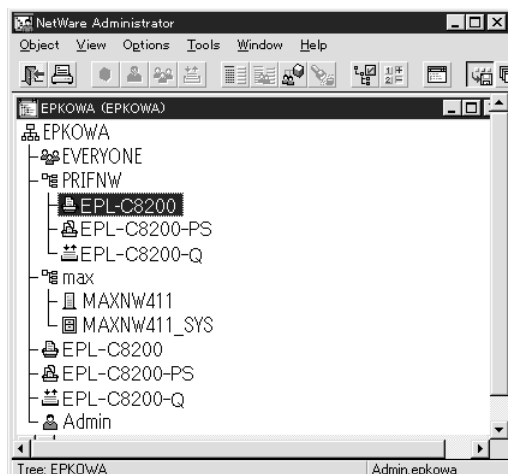 NetWare Administrator
Object View Options Tools Window Help
EPKOWA (EPKOWA)
EPKOWA
EVERYONE
PRIFNW
EPL-C8200
EPL-C8200-PS
EPL-C8200-Q
max
MAXNW411
MAXNW411_SYS
EPL-C8200
EPL-C8200-PS
EPL-C8200-Q
Admin
Tree: EPKOWA Admin.epkowa